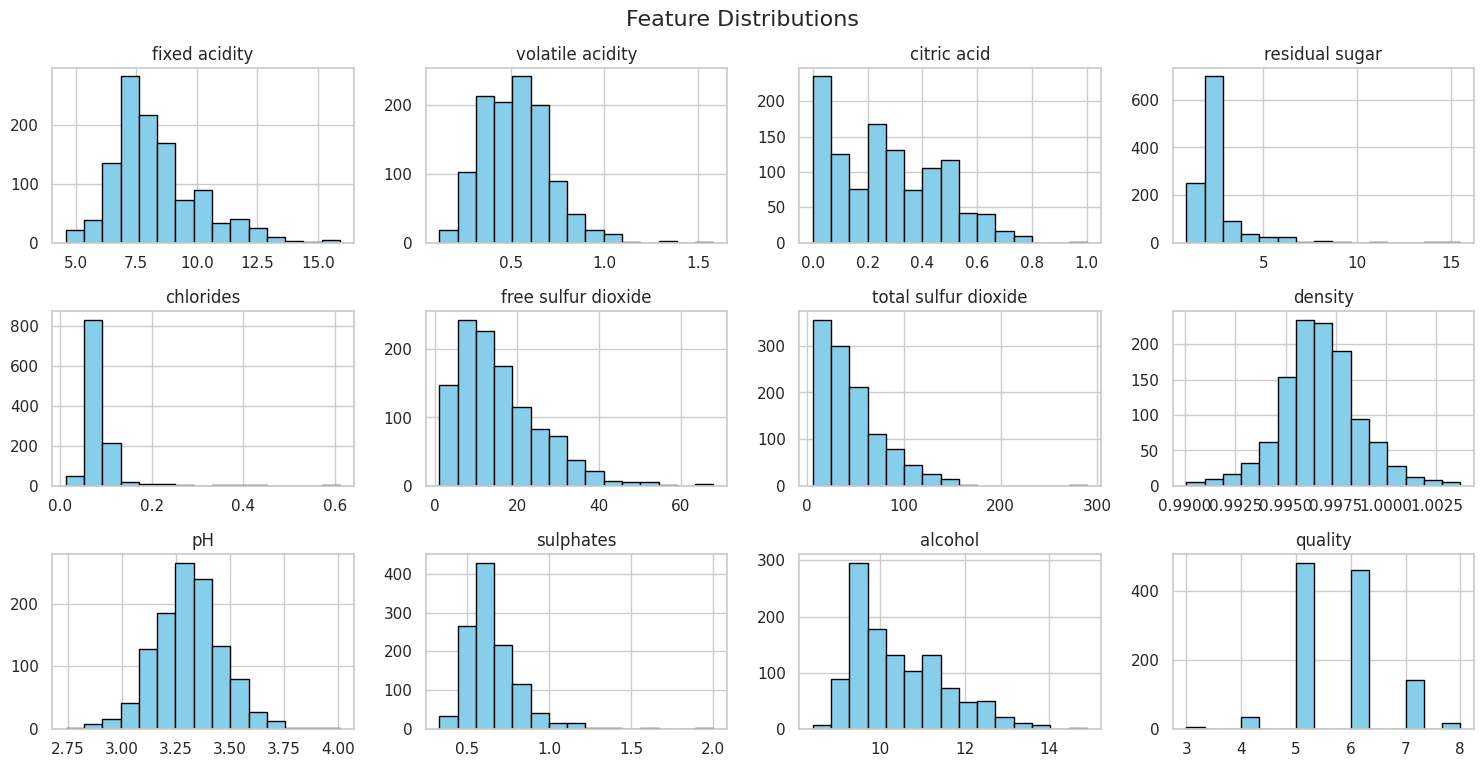 Feature Distributions
fixed acidity
volatile acidity
citric acid
residual sugar
200
100
0
5.0 7.5 10.0 12.5 15.0
200
100
0
0.5 1.0 1.5
200
150
100
50
0
0.0 0.2 0.4 0.6 0.8 1.0
600
400
200
0
5 10 15
chlorides
free sulfur dioxide
total sulfur dioxide
density
800
600
400
200
0
0.0 0.2 0.4 0.6
200
100
0
0 20 40 60
300
200
100
0
0 100 200 300
200
150
100
50
0
0.9900 0.9925 0.9950 0.9975 1.0000 1.0025
pH
sulphates
alcohol
quality
200
100
0
2.75 3.00 3.25 3.50 3.75 4.00
400
300
200
100
0
0.5 1.0 1.5 2.0
300
200
100
0
10 12 14
400
200
0
3 4 5 6 7 8